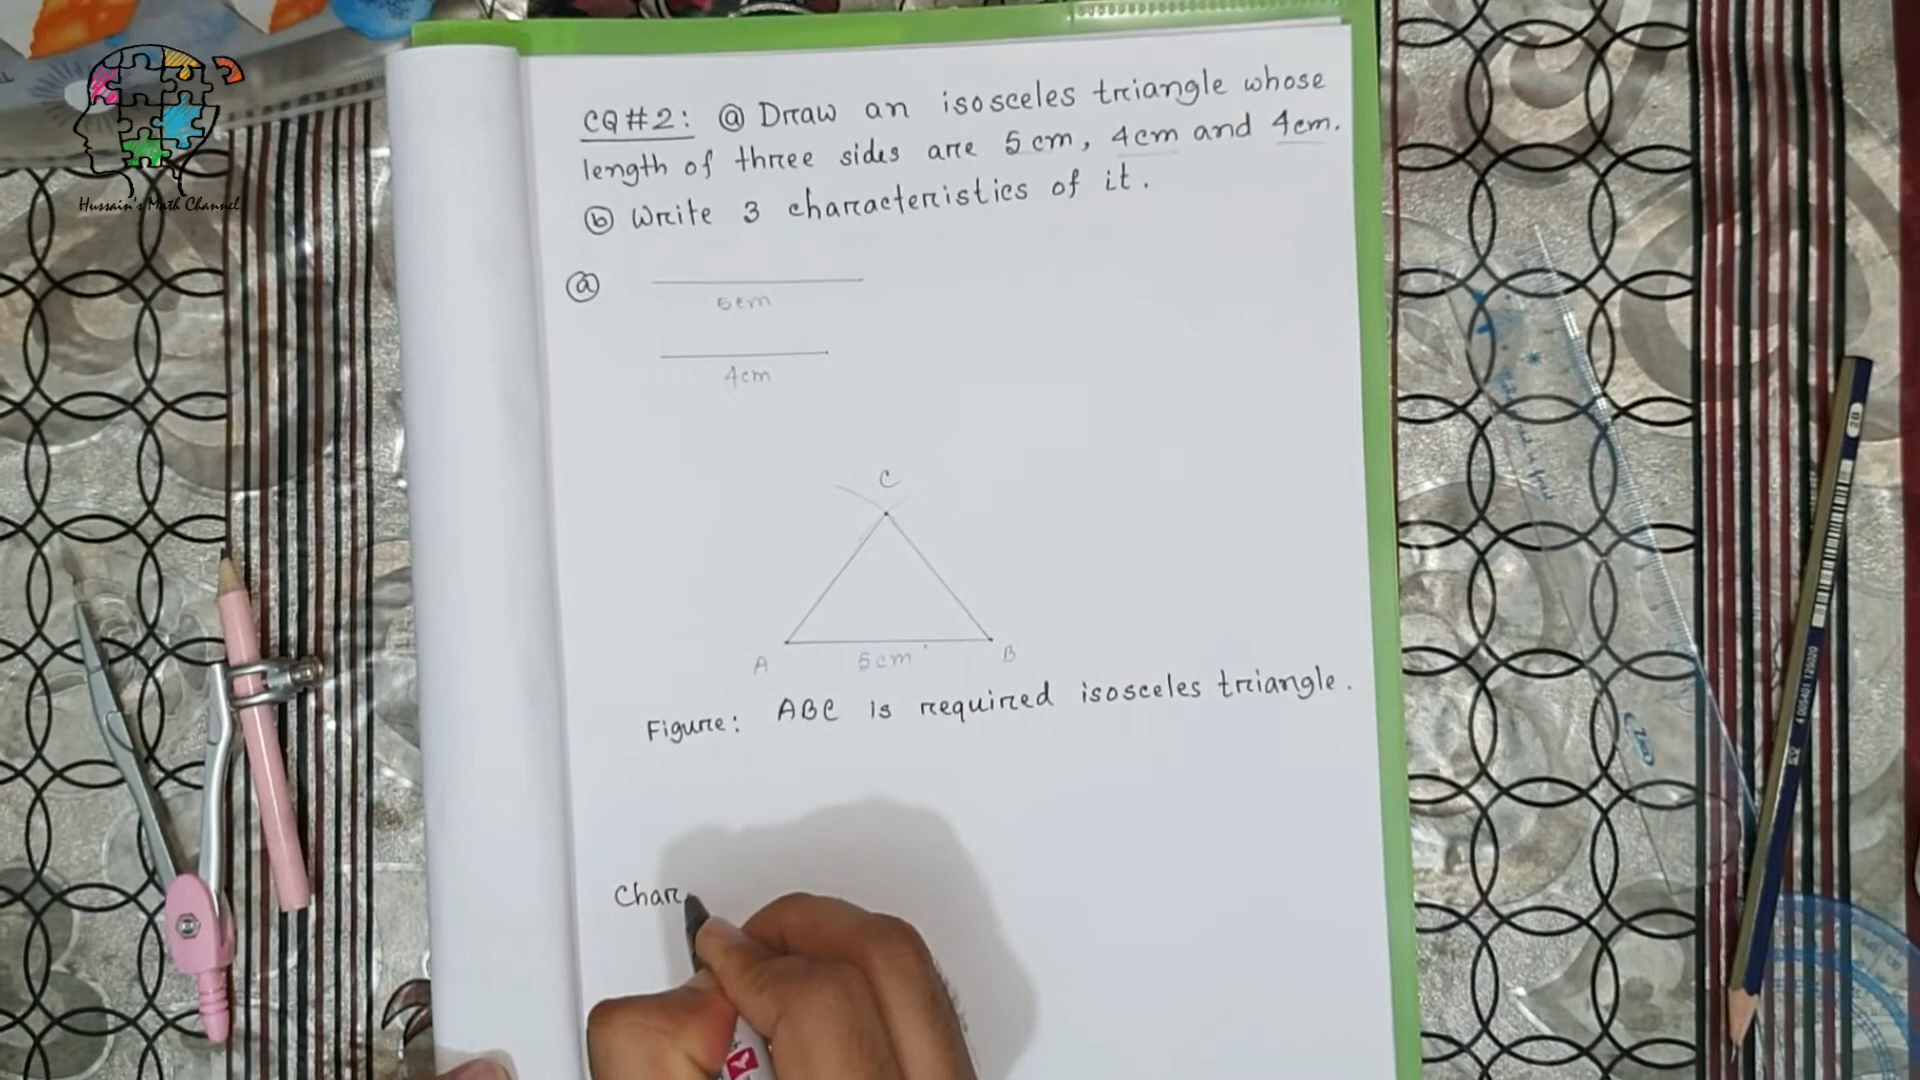 CQ#2: ⓐ Draw an isosceles triangle whose
length of three sides are 5 cm, 4cm and 4cm.
ⓑ Write 3 characteristics of it.
ⓐ
5cm
4cm
C
A 5cm B
Figure: ABC is required isosceles triangle.
Char
Hussain's Math Channel
2B